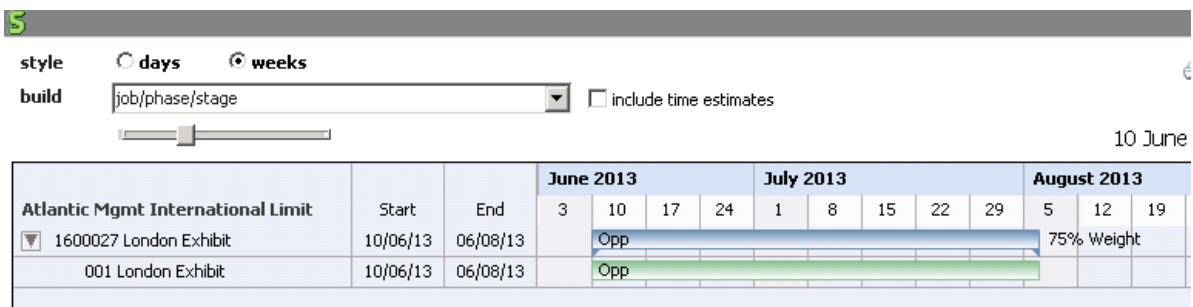 S
style days weeks
build job/phase/stage include time estimates
10 June
June 2013 July 2013 August 2013
Atlantic Mgmt International Limit Start End 3 10 17 24 1 8 15 22 29 5 12 19
1600027 London Exhibit 10/06/13 06/08/13 Opp 75% Weight
001 London Exhibit 10/06/13 06/08/13 Opp